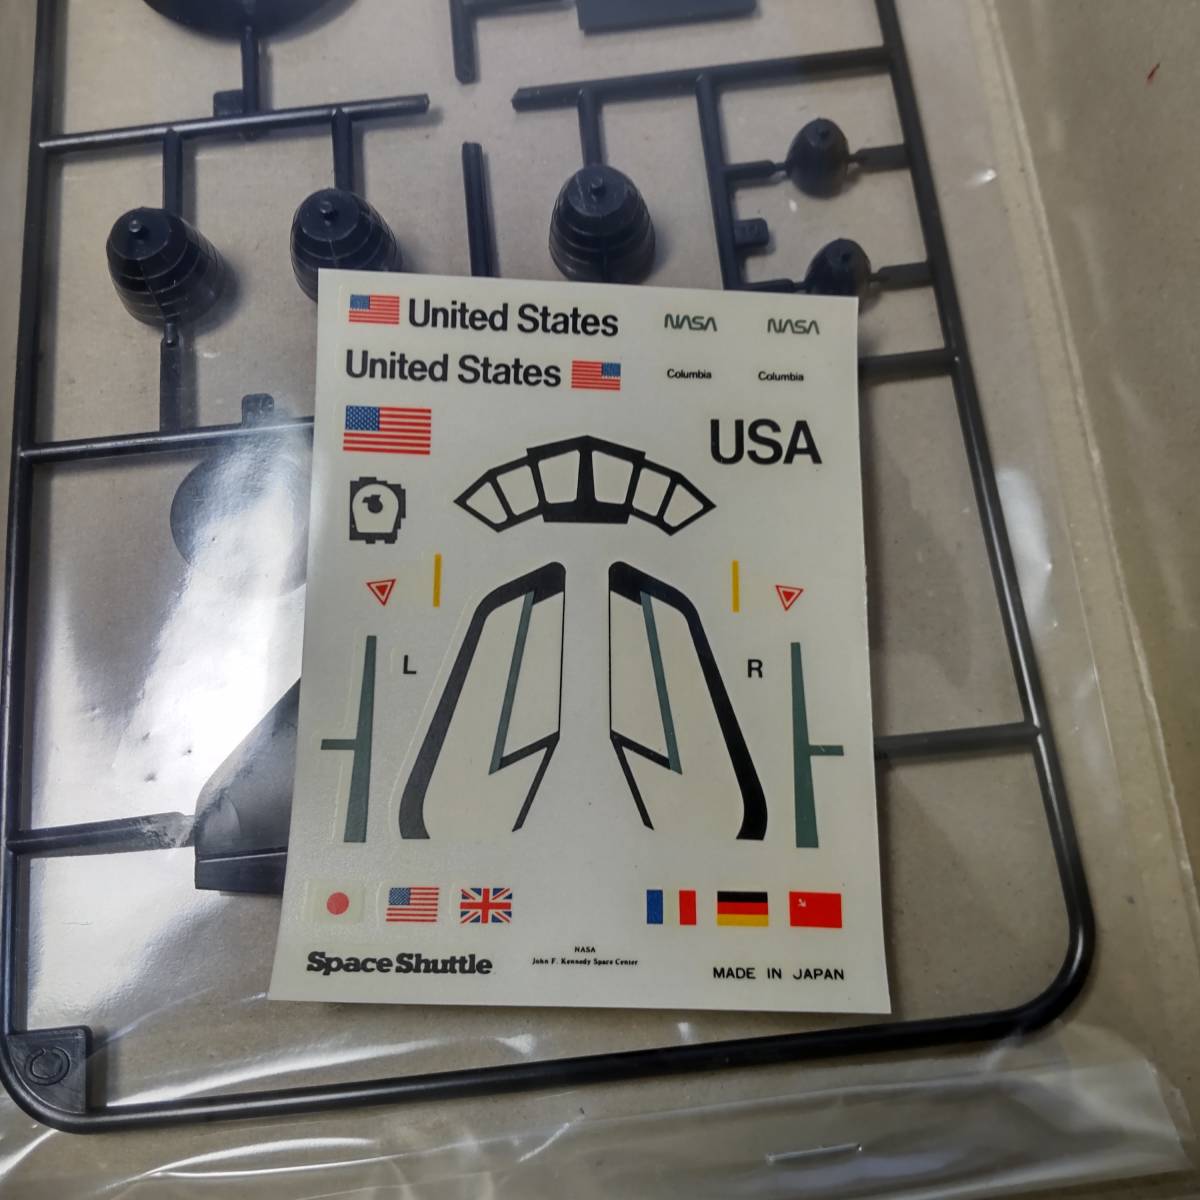 United States
NASA
NASA
United States
Columbia
Columbia
USA
L
R
Space Shuttle
NASA
John F. Kennedy Space Center
MADE IN JAPAN
C